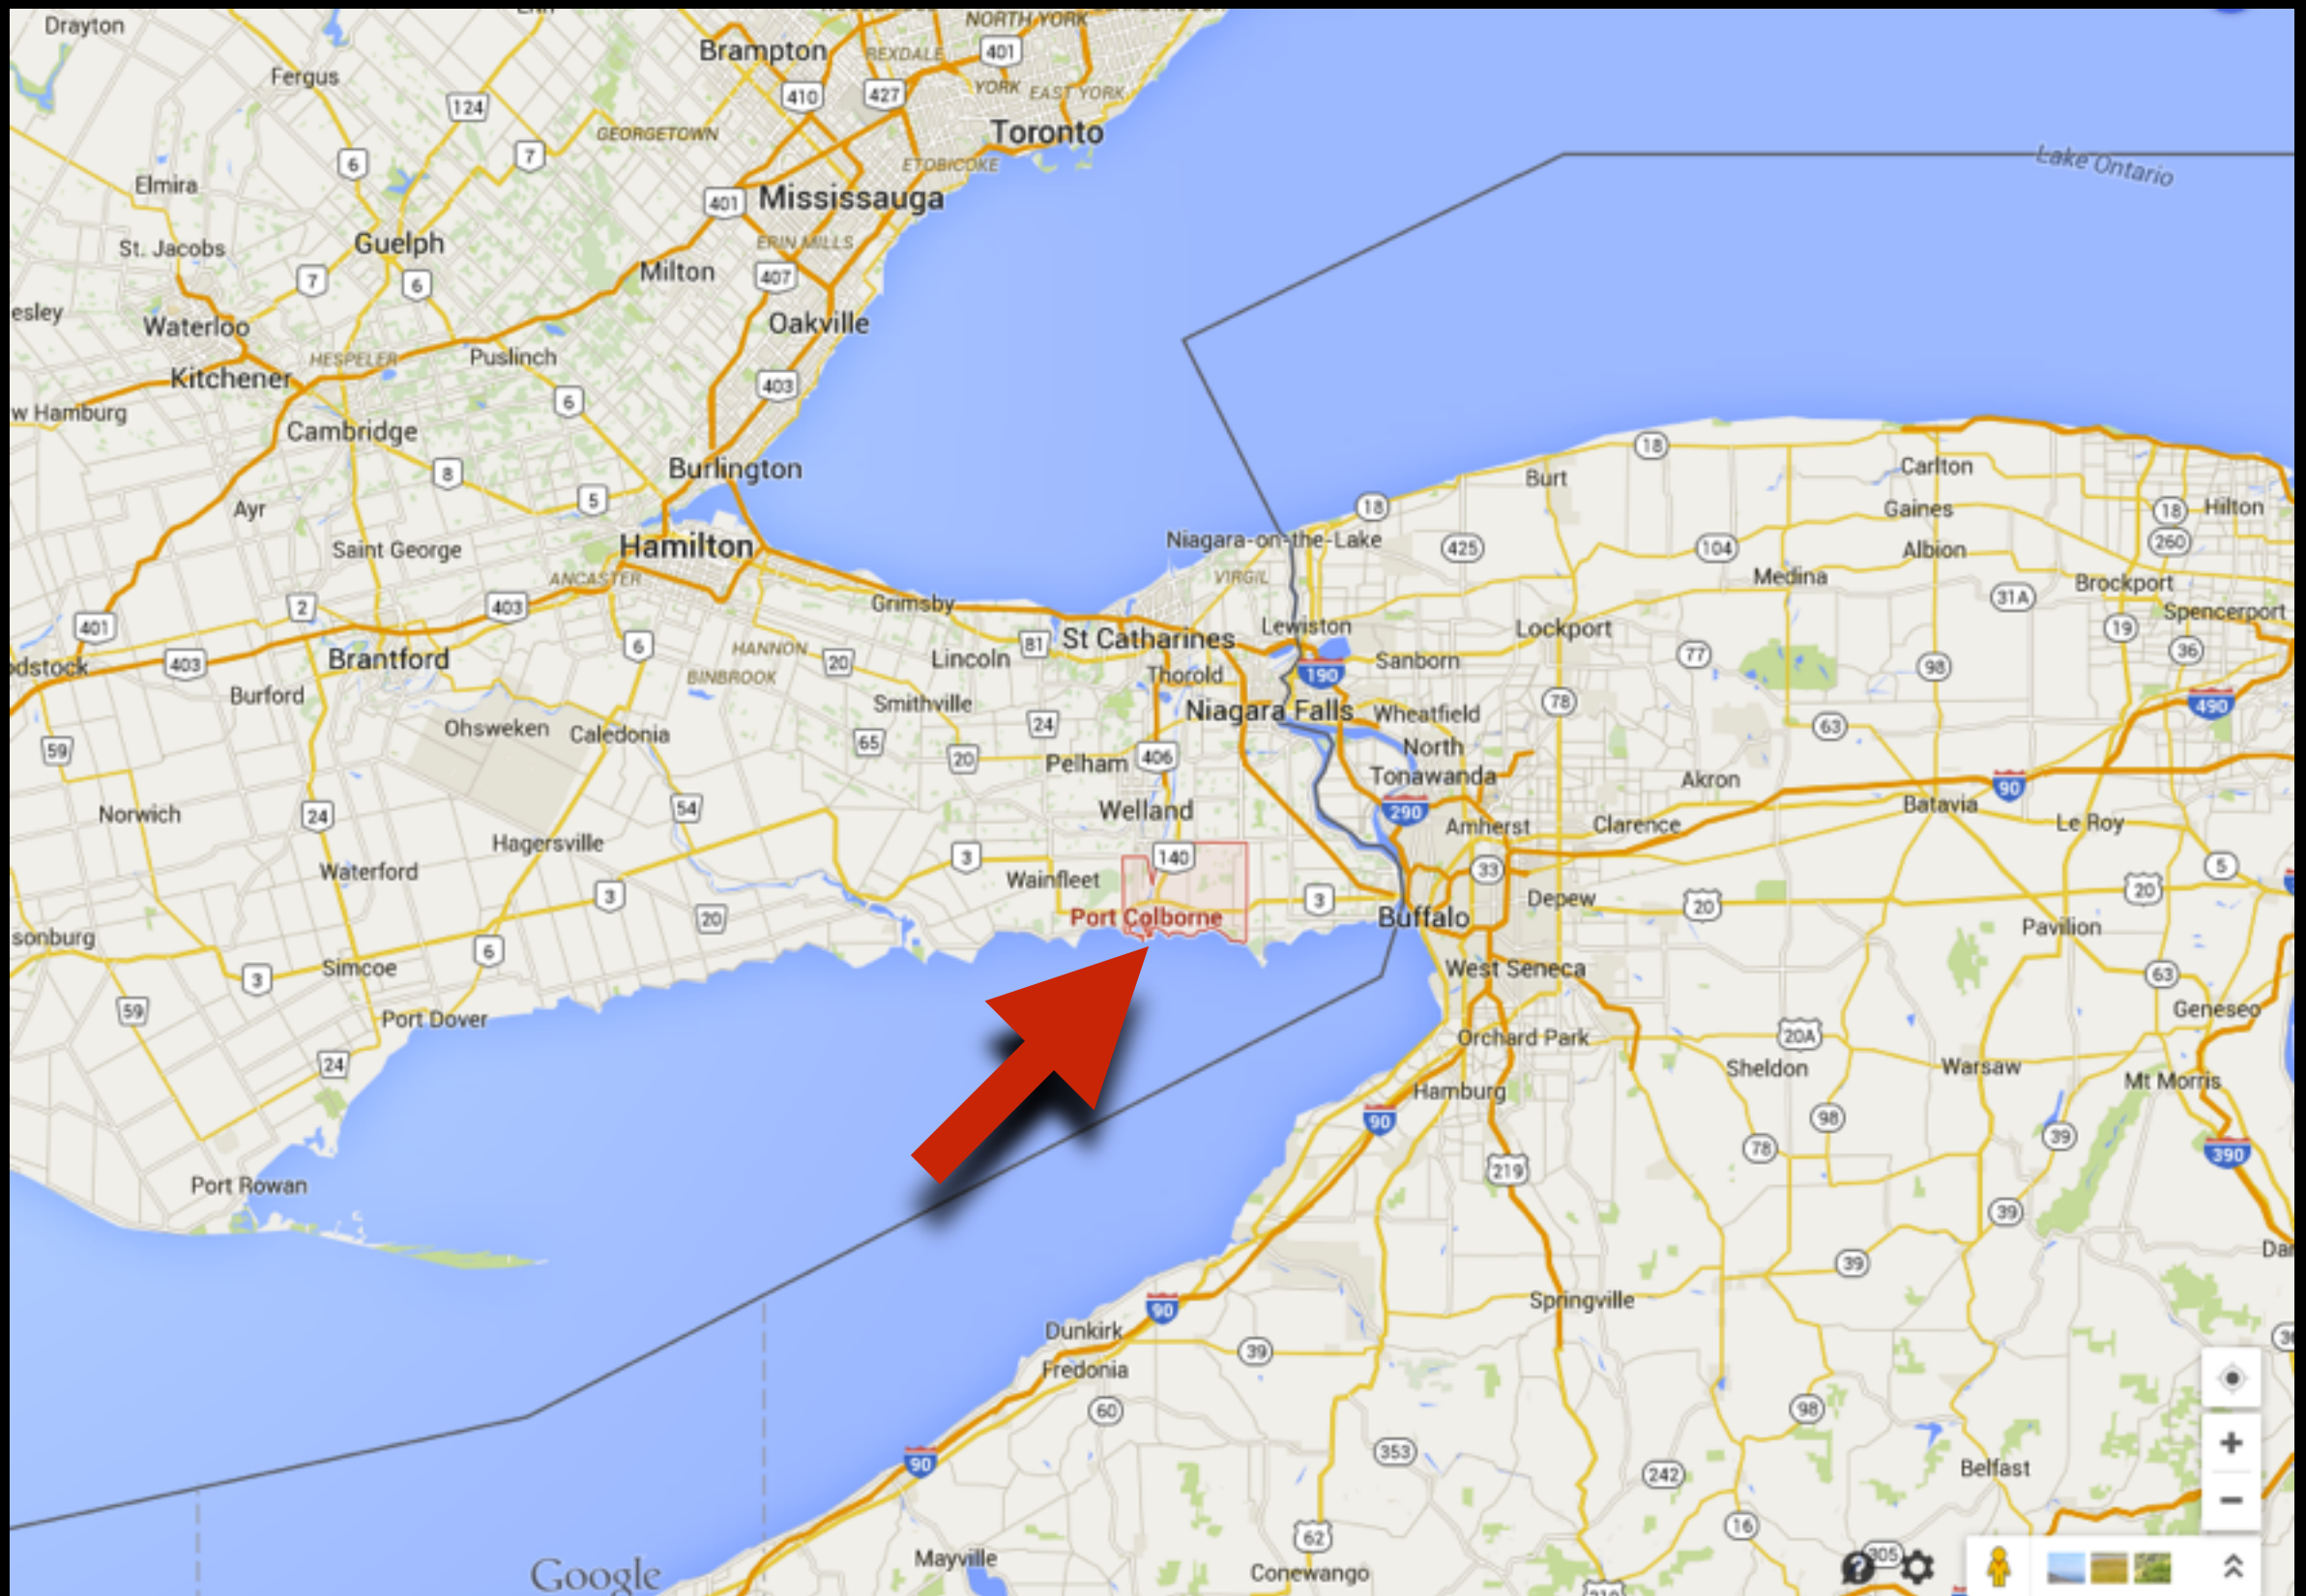 Drayton
Brampton
REXDALE
NORTH YORK
401
Fergus
410
427
YORK
EAST YORK
124
GEORGETOWN
Toronto
7
6
ETOBICOKE
Lake Ontario
Elmira
401
Mississauga
St. Jacobs
Guelph
ERIN MILLS
7
6
Milton
407
esley
Waterloo
Oakville
HESPELER
Puslinch
Kitchener
403
w Hamburg
6
Cambridge
18
Burlington
8
Burt
Carlton
5
Ayr
18
Gaines
18
Hilton
Hamilton
Niagara-on-the-Lake
425
104
260
Saint George
Albion
ANCASTER
VIRGIL
Medina
Brockport
2
403
Grimsby
31A
Spencerport
401
Lewiston
Lockport
19
6
HANNON
81
St Catharines
36
403
Brantford
20
Lincoln
Sanborn
77
98
odstock
BINBROOK
Thorold
190
Burford
Smithville
Niagara Falls
Wheatfield
78
490
Ohsweken
Caledonia
65
24
63
59
20
Pelham
406
North
Tonawanda
Akron
90
Norwich
24
54
Welland
290
Amherst
Clarence
Batavia
Le Roy
Hagersville
3
140
33
5
Waterford
Wainfleet
3
20
Port Colborne
3
Buffalo
Depew
20
20
sonburg
6
Pavilion
3
Simcoe
West Seneca
63
59
Port Dover
Geneseo
24
Orchard Park
20A
Sheldon
Warsaw
Mt Morris
Hamburg
90
98
78
39
390
Port Rowan
219
39
39
Springville
90
Dunkirk
39
Fredonia
60
98
353
242
Belfast
90
16
62
Mayville
305
Google
Conewango